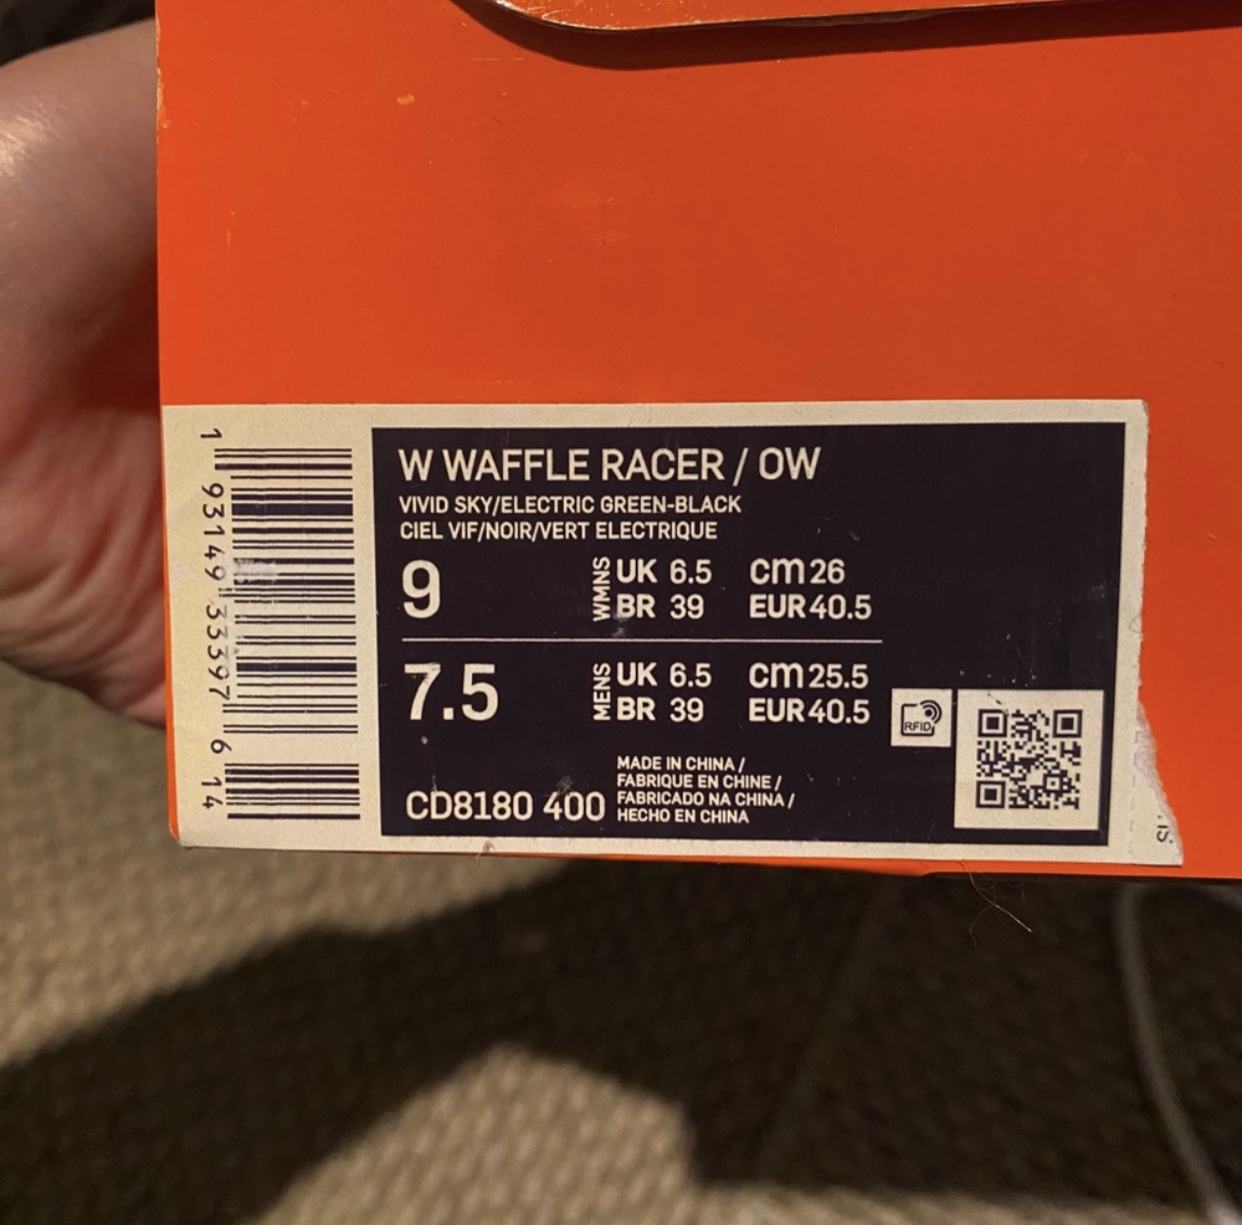 1 93149 33397 6 14
W WAFFLE RACER / OW
VIVID SKY/ELECTRIC GREEN-BLACK
CIEL VIF/NOIR/VERT ELECTRIQUE
9 WMNS UK 6.5 cm 26
BR 39 EUR 40.5
7.5 MENS UK 6.5 cm 25.5
BR 39 EUR 40.5
RFID
MADE IN CHINA /
FABRIQUE EN CHINE /
FABRICADO NA CHINA /
HECHO EN CHINA
CD8180 400